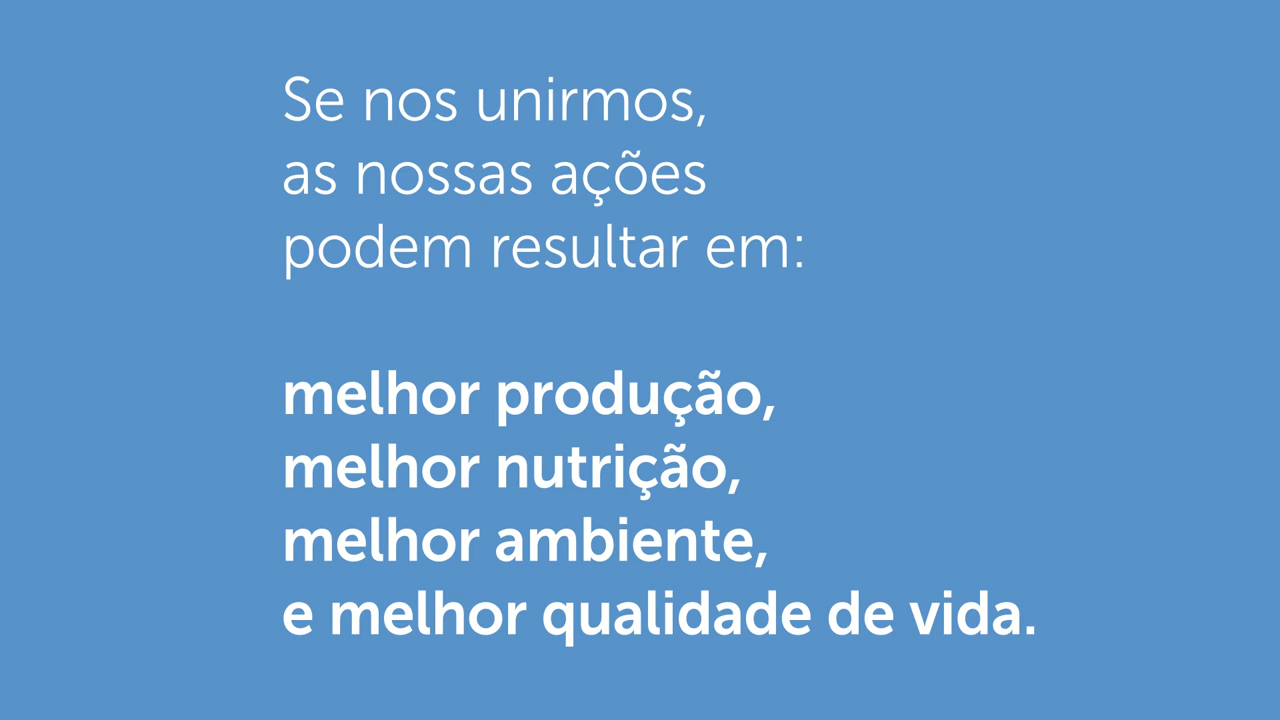 Se nos unirmos,
as nossas ações
podem resultar em:
melhor produção,
melhor nutrição,
melhor ambiente,
e melhor qualidade de vida.